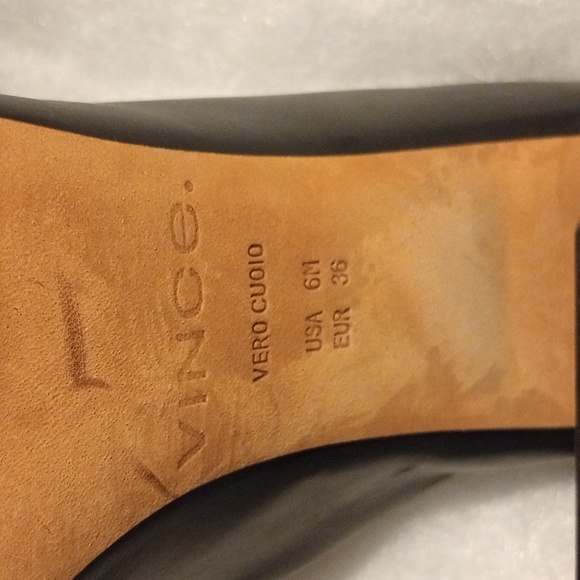 VINCE.
VERO CUOIO
USA 6M
EUR 36